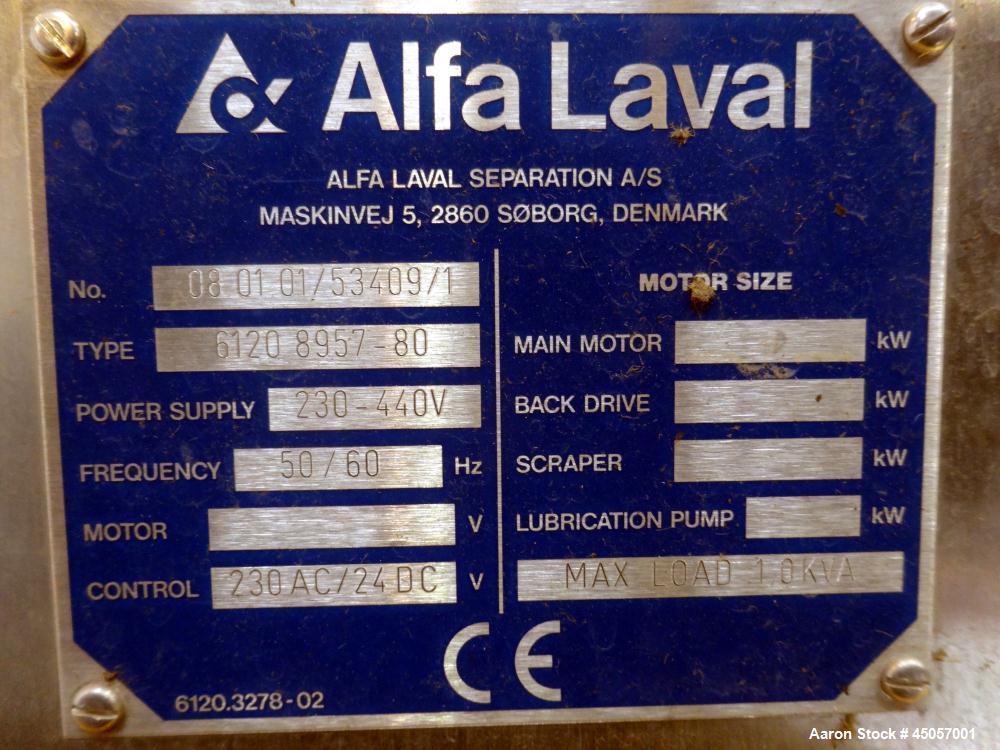 Alfa Laval
ALFA LAVAL SEPARATION A/S
MASKINVEJ 5, 2860 SØBORG, DENMARK
No. 08.01.01/53409/1
TYPE 6120 8957-80
POWER SUPPLY 230-440V
FREQUENCY 50/60 Hz
MOTOR V
CONTROL 230AC/24DC V
MOTOR SIZE
MAIN MOTOR kW
BACK DRIVE kW
SCRAPER kW
LUBRICATION PUMP kW
MAX LOAD 1,0KVA
CE
6120.3278-02
Aaron Stock # 45057001